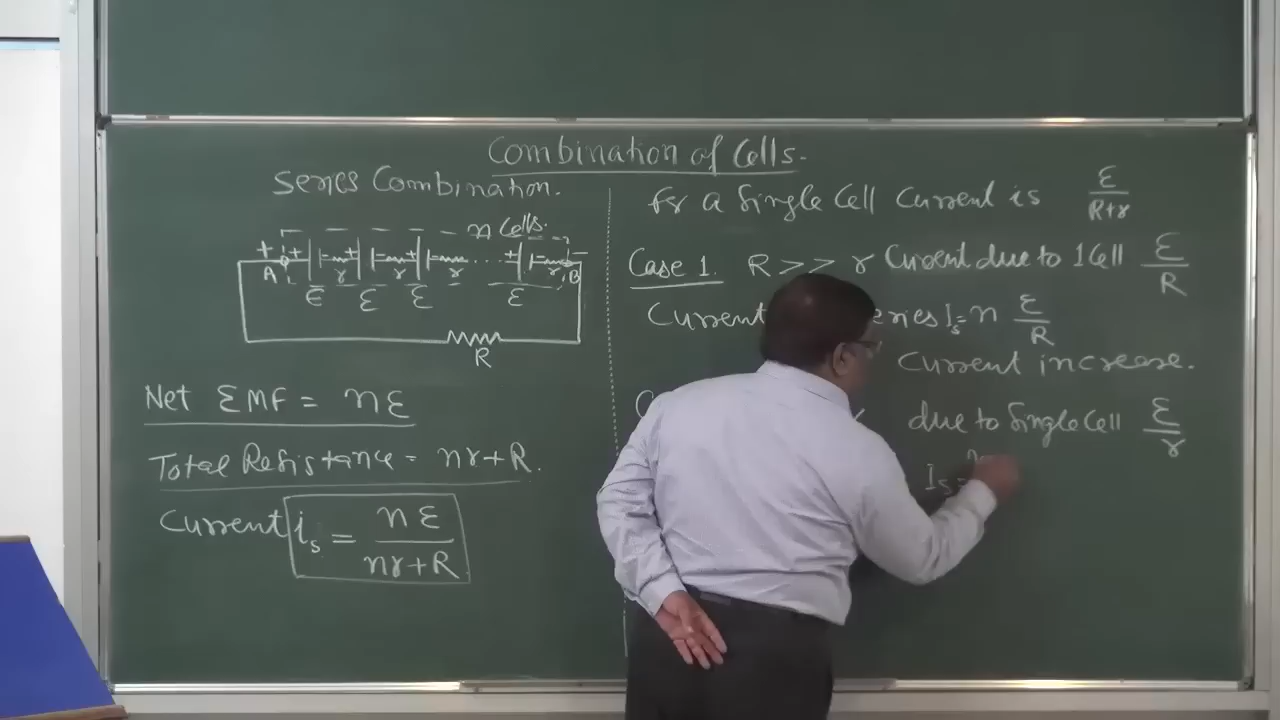 Combination of Cells.
Series Combination.
n Cells.
+ + + + + −
A r r r r B
ε ε ε ε
R
Net EMF = nε
Total Resistance = nr+R.
Current i_s = nε/(nr+R)
For a Single Cell Current is ε/(R+r)
Case 1. R >> r Current due to 1 Cell ε/R
Current eries I_s = n ε/R
Current increase.
due to Single Cell ε/r
I_s = n